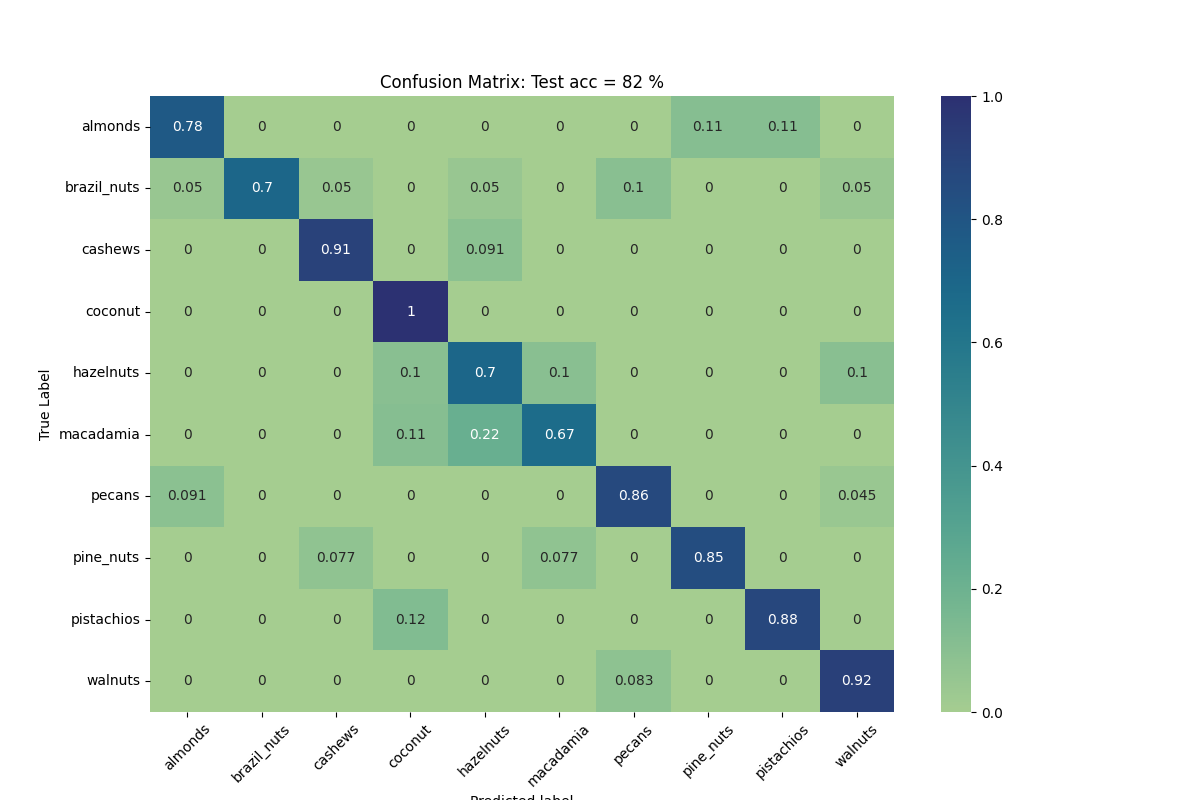 Confusion Matrix: Test acc = 82 %
almonds 0.78 0 0 0 0 0 0 0.11 0.11 0
brazil_nuts 0.05 0.7 0.05 0 0.05 0 0.1 0 0 0.05
cashews 0 0 0.91 0 0.091 0 0 0 0 0
coconut 0 0 0 1 0 0 0 0 0 0
hazelnuts 0 0 0 0.1 0.7 0.1 0 0 0 0.1
macadamia 0 0 0 0.11 0.22 0.67 0 0 0 0
pecans 0.091 0 0 0 0 0 0.86 0 0 0.045
pine_nuts 0 0 0.077 0 0 0.077 0 0.85 0 0
pistachios 0 0 0 0.12 0 0 0 0 0.88 0
walnuts 0 0 0 0 0 0 0.083 0 0 0.92
True Label
almonds brazil_nuts cashews coconut hazelnuts macadamia pecans pine_nuts pistachios walnuts
Predicted label
1.0
0.8
0.6
0.4
0.2
0.0